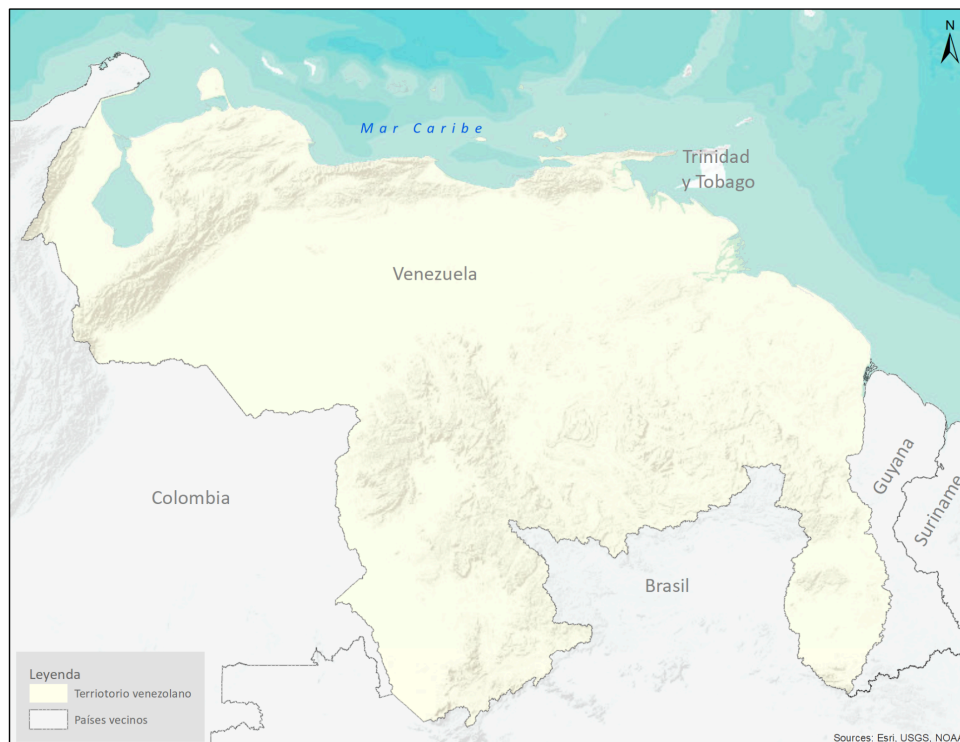 N
Mar Caribe
Trinidad
y Tobago
Venezuela
Colombia
Guyana
Suriname
Brasil
Leyenda
Terriotorio venezolano
Países vecinos
Sources: Esri, USGS, NOAA